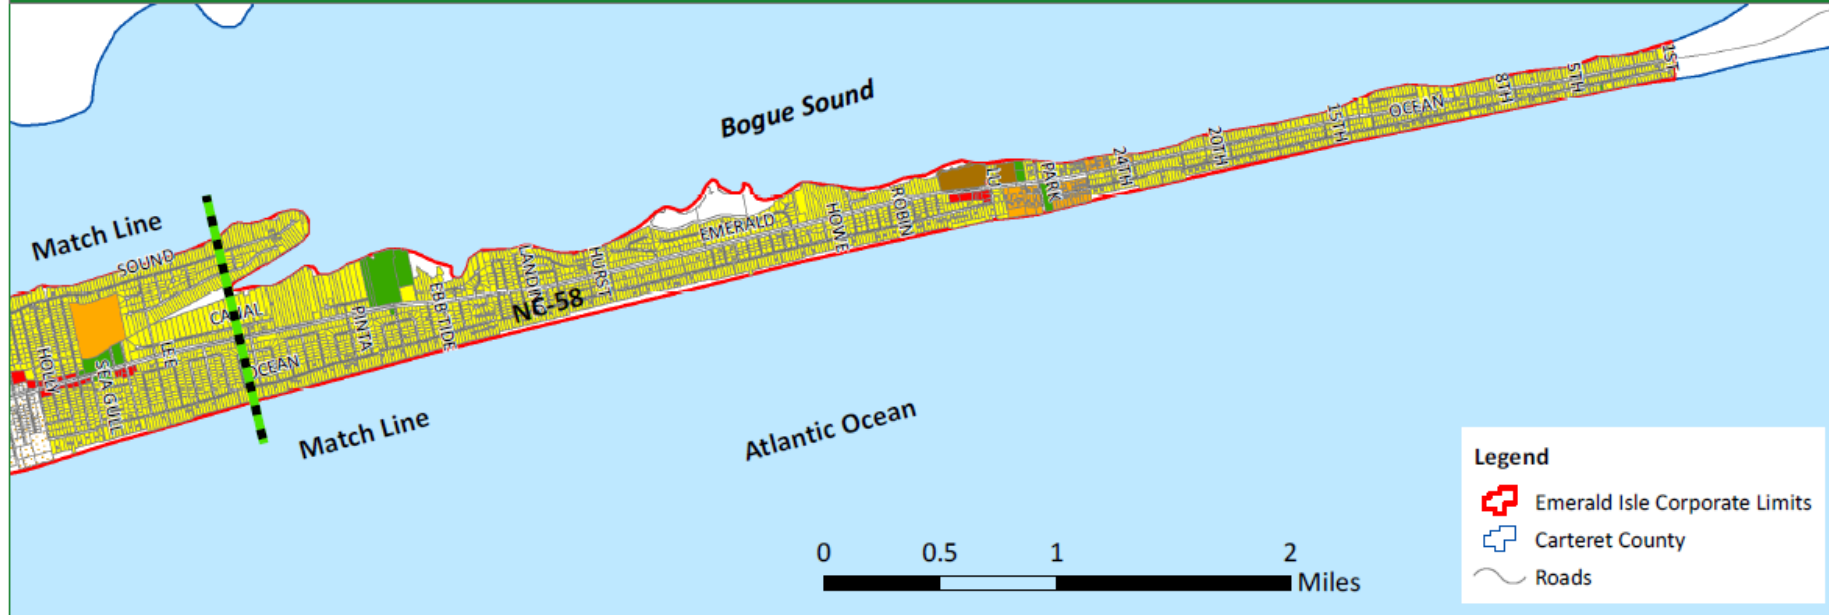 Bogue Sound
1ST
5TH
8TH
OCEAN
15TH
20TH
24TH
PARK
ROBIN
HOWE
EMERALD
HURST
NC-58
EBB TIDE
PINTA
Match Line
SOUND
CANAL
OCEAN
LEE
SEA GULL
HOLLY
Match Line
Atlantic Ocean
0 0.5 1 2
Miles
Legend
Emerald Isle Corporate Limits
Carteret County
Roads